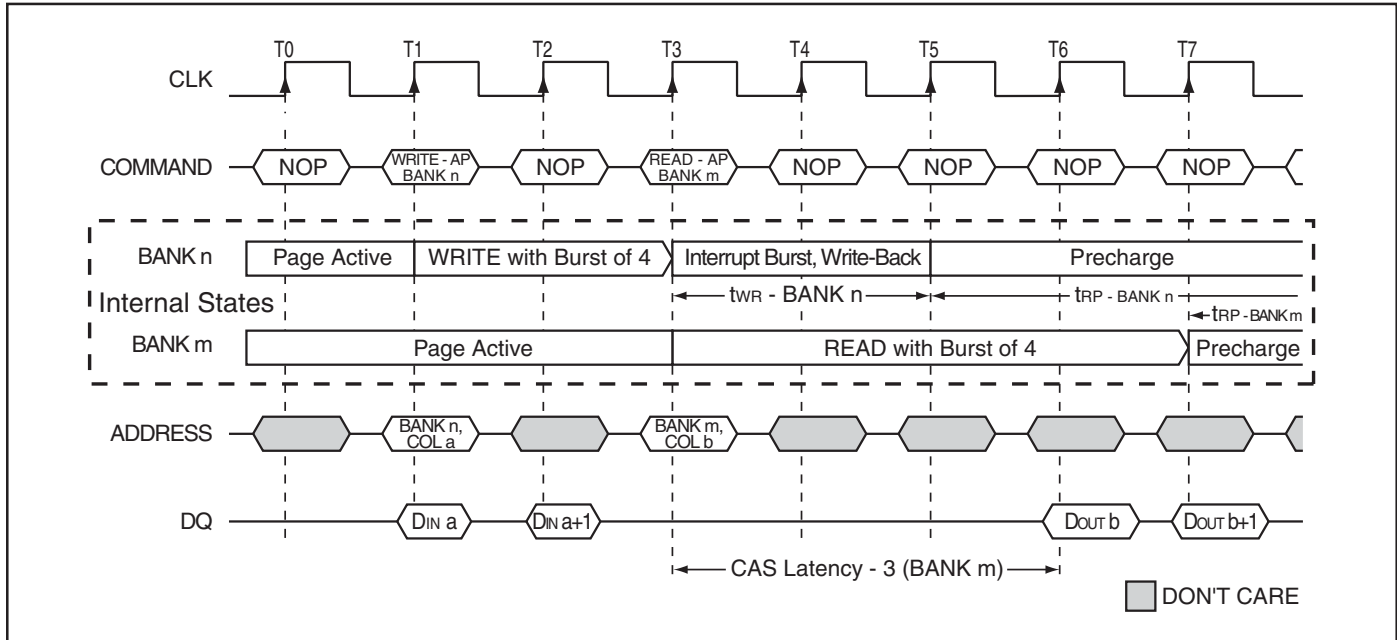 T0 T1 T2 T3 T4 T5 T6 T7
CLK
COMMAND NOP WRITE - AP BANK n NOP READ - AP BANK m NOP NOP NOP NOP
BANK n Page Active WRITE with Burst of 4 Interrupt Burst, Write-Back Precharge
Internal States tWR - BANK n tRP - BANK n
tRP - BANK m
BANK m Page Active READ with Burst of 4 Precharge
ADDRESS BANK n, COL a BANK m, COL b
DQ DIN a DIN a+1 DOUT b DOUT b+1
CAS Latency - 3 (BANK m)
DON'T CARE